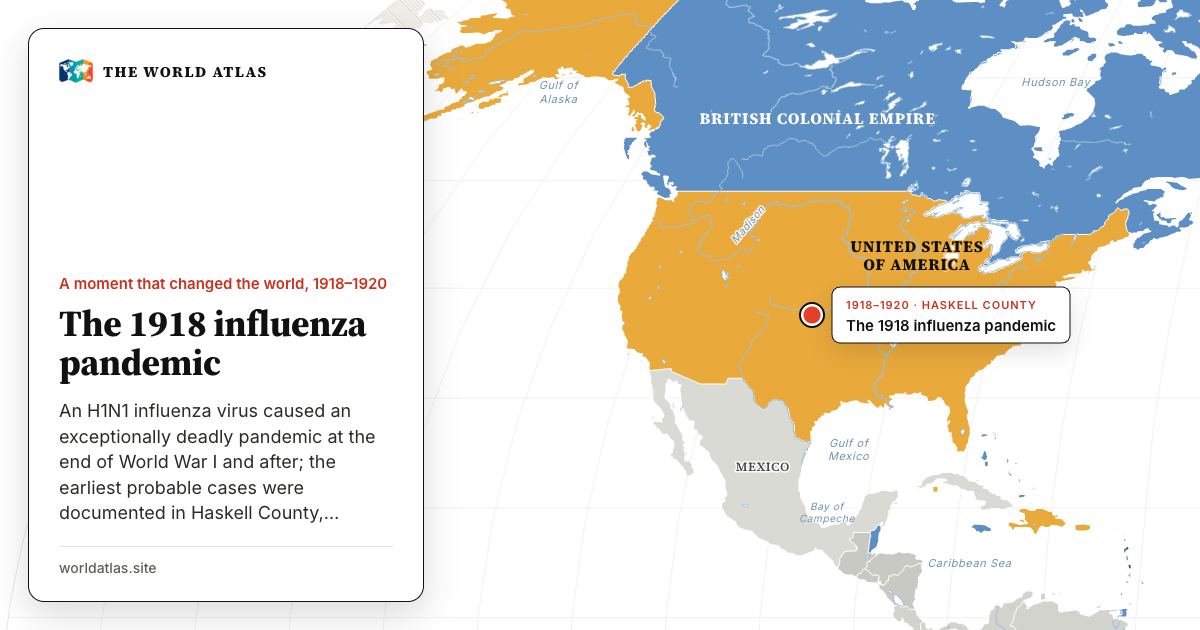 THE WORLD ATLAS
A moment that changed the world, 1918–1920
The 1918 influenza
pandemic
An H1N1 influenza virus caused an
exceptionally deadly pandemic at the
end of World War I and after; the
earliest probable cases were
documented in Haskell County,...
worldatlas.site
Gulf of
Alaska
Hudson Bay
BRITISH COLONIAL EMPIRE
Madison
UNITED STATES
OF AMERICA
1918–1920 · HASKELL COUNTY
The 1918 influenza pandemic
Gulf of
Mexico
MEXICO
Bay of
Campeche
Caribbean Sea